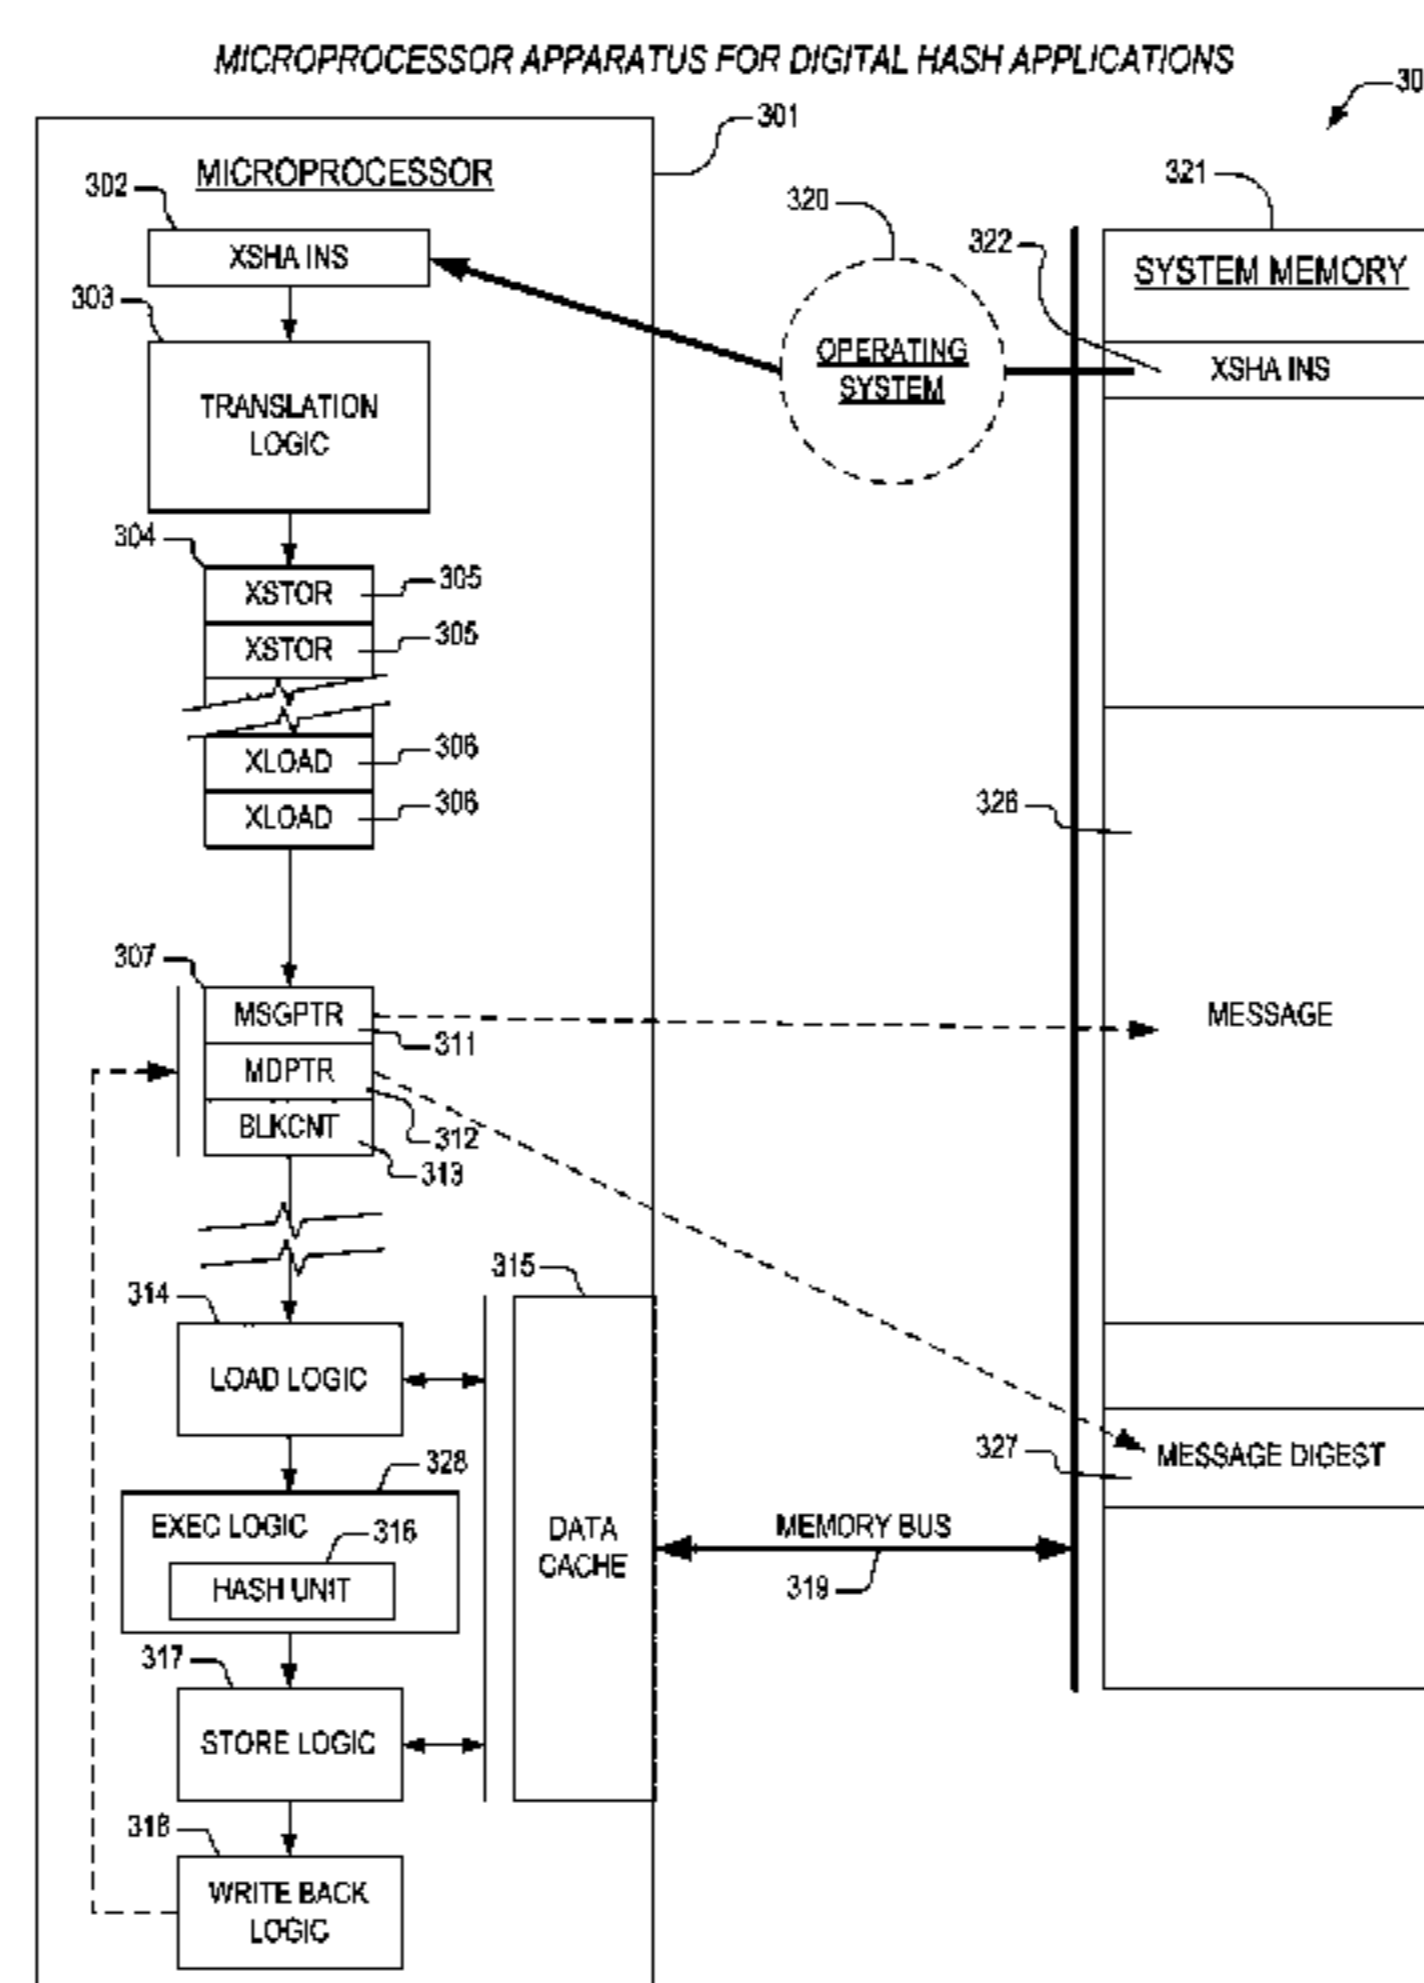 MICROPROCESSOR APPARATUS FOR DIGITAL HASH APPLICATIONS
30
301
MICROPROCESSOR
302
XSHA INS
303
TRANSLATION
LOGIC
304
XSTOR
305
XSTOR
305
XLOAD
306
XLOAD
306
307
MSGPTR
311
MDPTR
312
BLKCNT
313
314
LOAD LOGIC
315
DATA
CACHE
328
EXEC LOGIC
316
HASH UNIT
317
STORE LOGIC
318
WRITE BACK
LOGIC
320
OPERATING
SYSTEM
MEMORY BUS
319
321
322
SYSTEM MEMORY
XSHA INS
326
MESSAGE
327
MESSAGE DIGEST